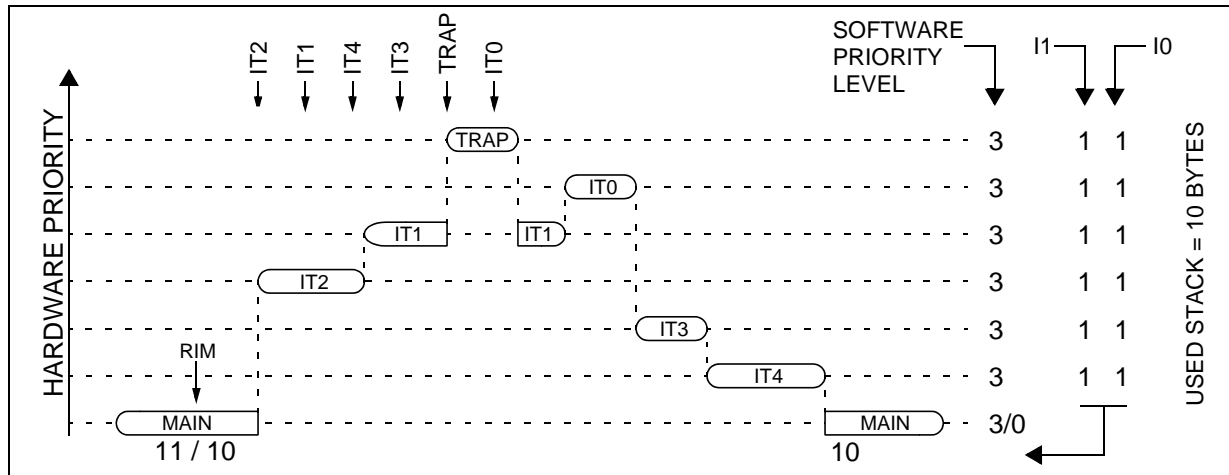 IT2
IT1
IT4
IT3
TRAP
IT0
SOFTWARE
PRIORITY
LEVEL
I1
I0
HARDWARE PRIORITY
TRAP
3
1 1
IT0
3
1 1
IT1
IT1
3
1 1
IT2
3
1 1
RIM
IT3
3
1 1
IT4
3
1 1
MAIN
MAIN
3/0
11 / 10
10
USED STACK = 10 BYTES